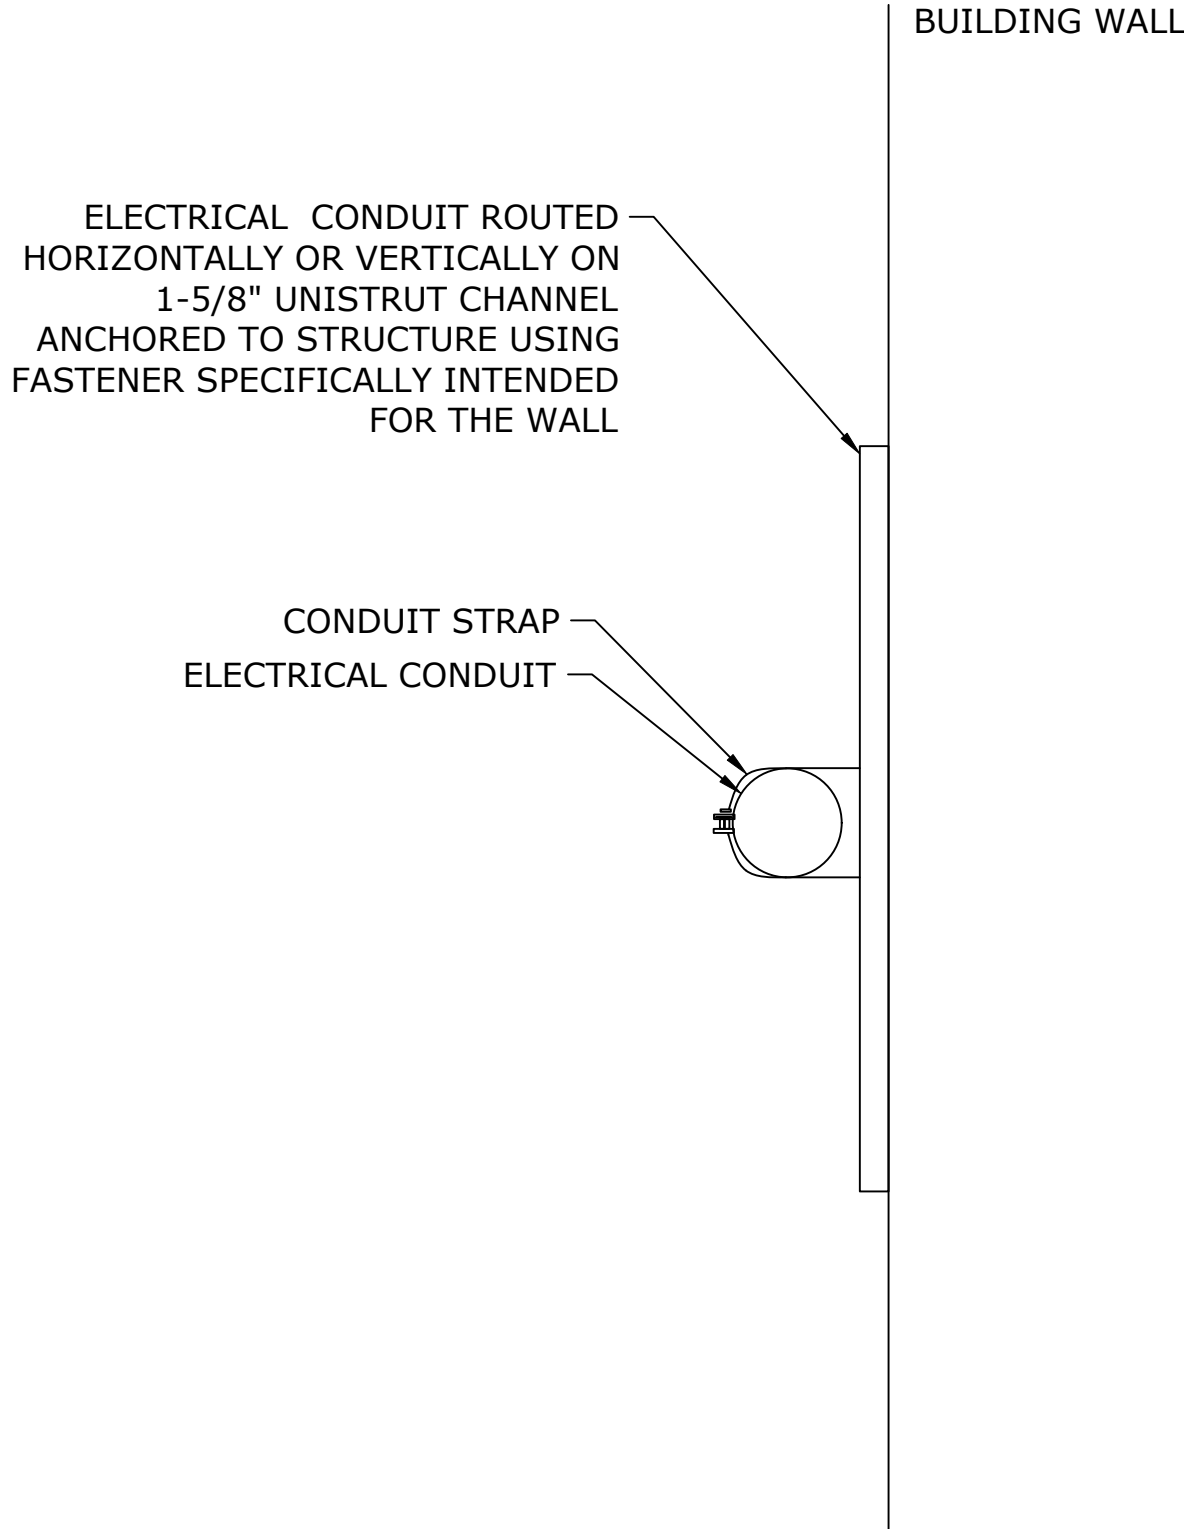 BUILDING WALL
ELECTRICAL  CONDUIT ROUTED
HORIZONTALLY OR VERTICALLY ON
1-5/8" UNISTRUT CHANNEL
ANCHORED TO STRUCTURE USING
FASTENER SPECIFICALLY INTENDED
FOR THE WALL
CONDUIT STRAP
ELECTRICAL CONDUIT